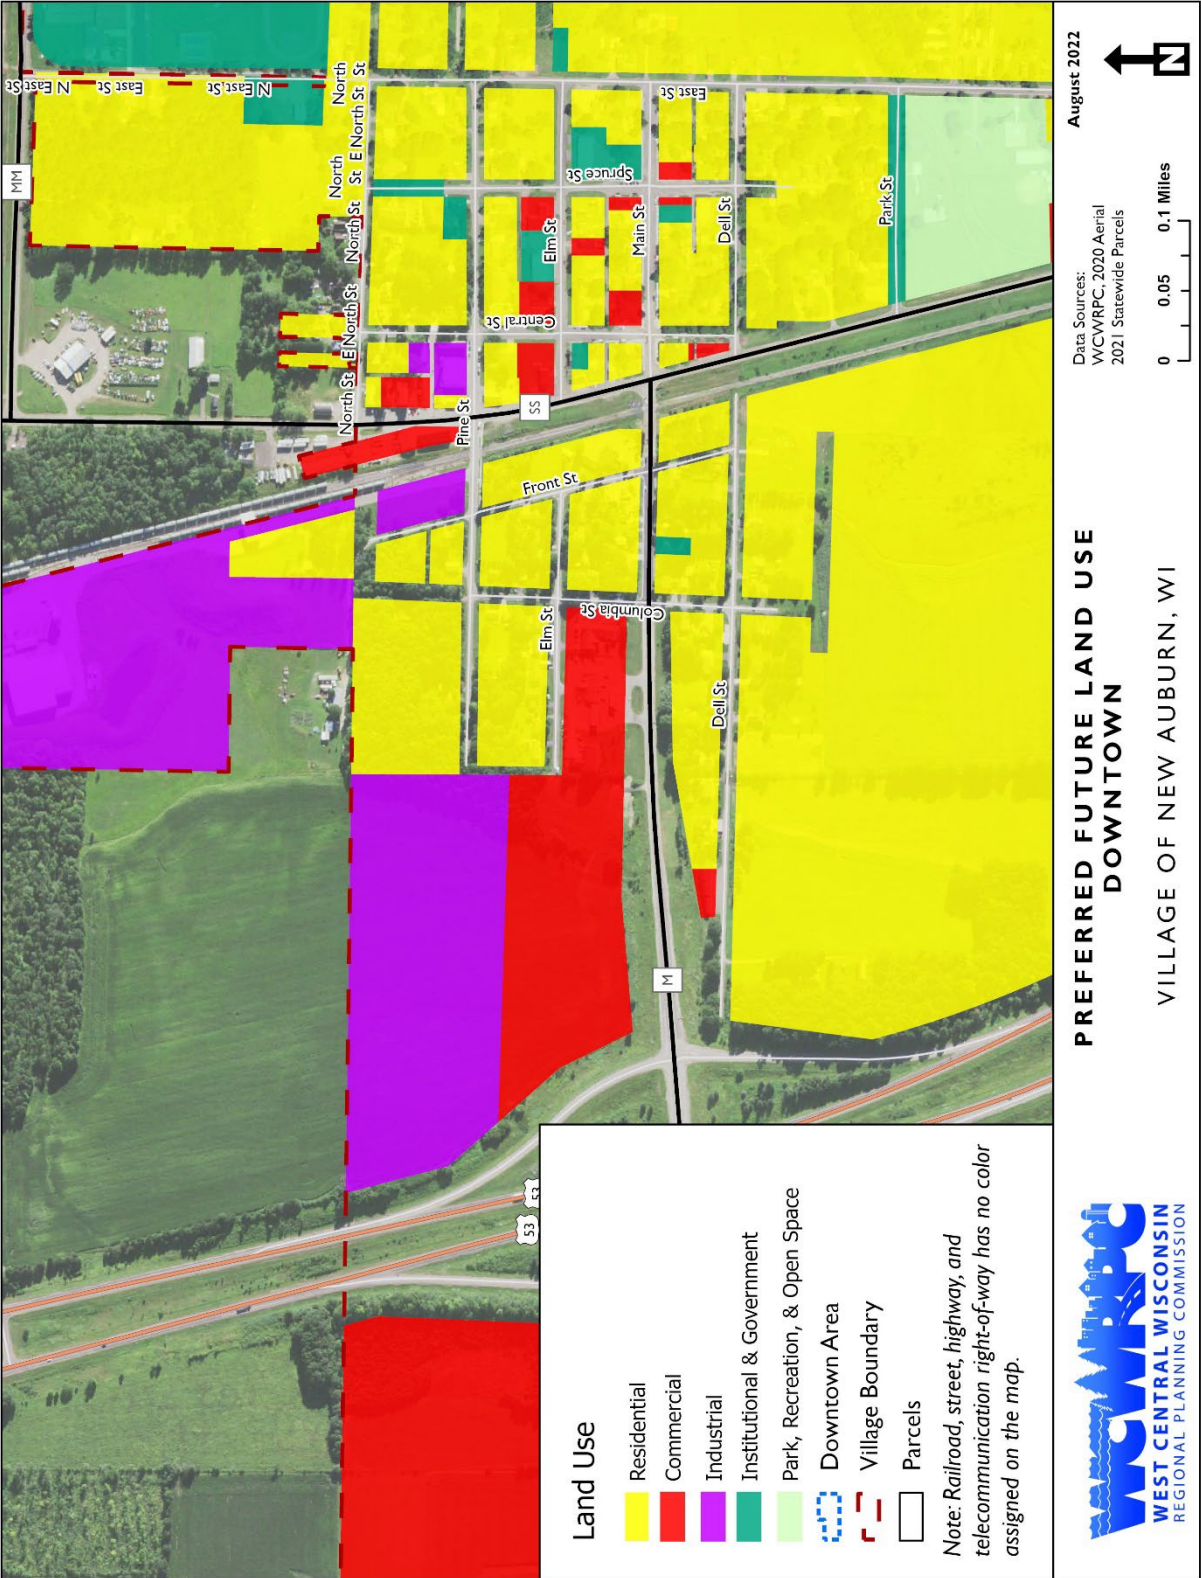 MM
N East St
East St
N East St
N East St
North St
E North St
North St
North St
E North St
North St
Spruce St
East St
Elm St
Main St
Dell St
Park St
Central St
SS
Pine St
Front St
Elm St
Columbia St
Dell St
M
53
53
Land Use
Residential
Commercial
Industrial
Institutional & Government
Park, Recreation, & Open Space
Downtown Area
Village Boundary
Parcels
Note: Railroad, street, highway, and
telecommunication right-of-way has no color
assigned on the map.
WCWRPC
WEST CENTRAL WISCONSIN
REGIONAL PLANNING COMMISSION
PREFERRED FUTURE LAND USE
DOWNTOWN
VILLAGE OF NEW AUBURN, WI
Data Sources:
WCWRPC, 2020 Aerial
2021 Statewide Parcels
0 0.05 0.1 Miles
August 2022
N